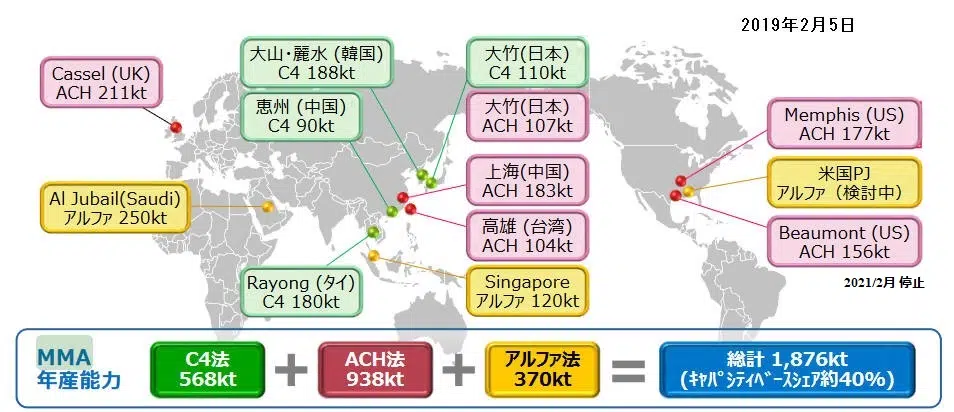 2019年2月5日
Cassel (UK)
ACH 211kt
大山・麗水 (韓国)
C4 188kt
恵州 (中国)
C4 90kt
大竹(日本)
C4 110kt
大竹(日本)
ACH 107kt
上海(中国)
ACH 183kt
高雄 (台湾)
ACH 104kt
Singapore
アルファ 120kt
Al Jubail(Saudi)
アルファ 250kt
Rayong (タイ)
C4 180kt
Memphis (US)
ACH 177kt
米国PJ
アルファ (検討中)
Beaumont (US)
ACH 156kt
2021/2月 停止
MMA
年産能力
C4法
568kt
+
ACH法
938kt
+
アルファ法
370kt
=
総計 1,876kt
(ｷｬﾊﾟｼﾃｨﾍﾞｰｽｼｪｱ約40%)